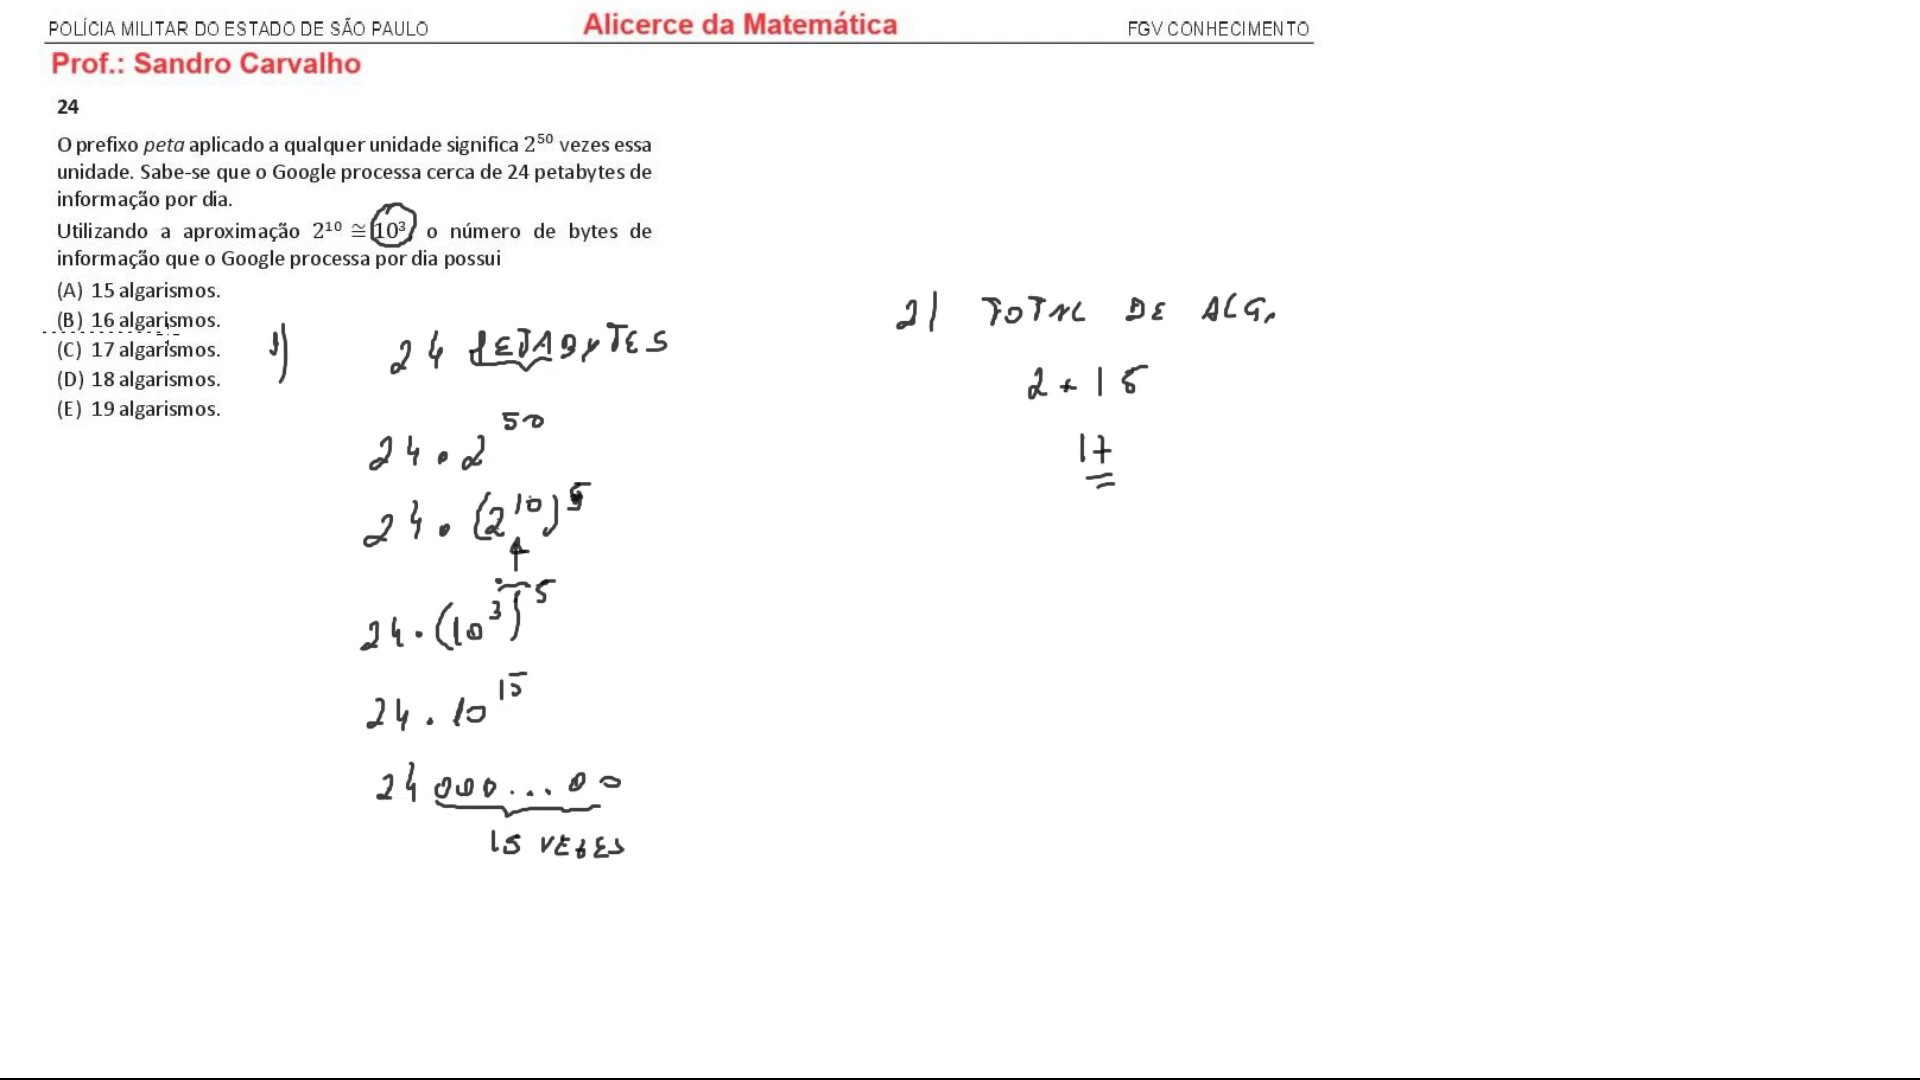 POLÍCIA MILITAR DO ESTADO DE SÃO PAULO Alicerce da Matemática FGV CONHECIMENTO
Prof.: Sandro Carvalho
24
O prefixo peta aplicado a qualquer unidade significa 2⁵⁰ vezes essa
unidade. Sabe-se que o Google processa cerca de 24 petabytes de
informação por dia.
Utilizando a aproximação 2¹⁰ ≅ 10³, o número de bytes de
informação que o Google processa por dia possui
(A) 15 algarismos.
(B) 16 algarismos.
(C) 17 algarismos.
(D) 18 algarismos.
(E) 19 algarismos.
1) 24 PETABYTES
24 . 2⁵⁰
24 . (2¹⁰)⁵
24 . (10³)⁵
24 . 10¹⁵
24 000...00
15 VEZES
2) TOTAL DE ALG.
2 + 15
17